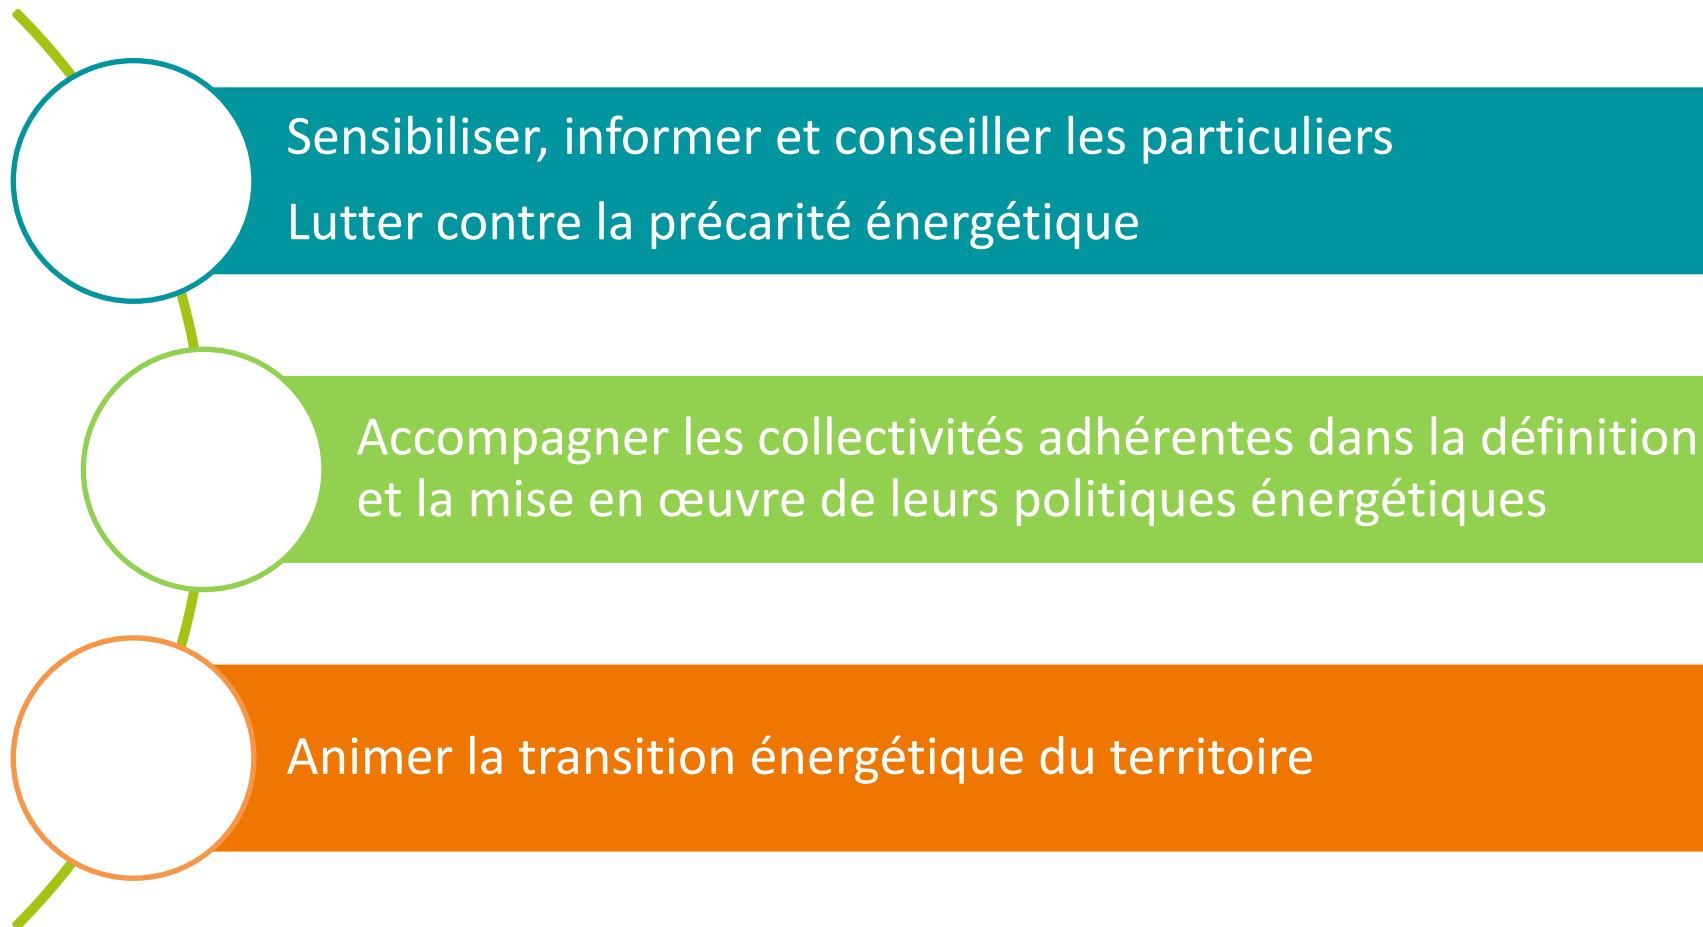 Sensibiliser, informer et conseiller les particuliers
Lutter contre la précarité énergétique
Accompagner les collectivités adhérentes dans la définition
et la mise en œuvre de leurs politiques énergétiques
Animer la transition énergétique du territoire